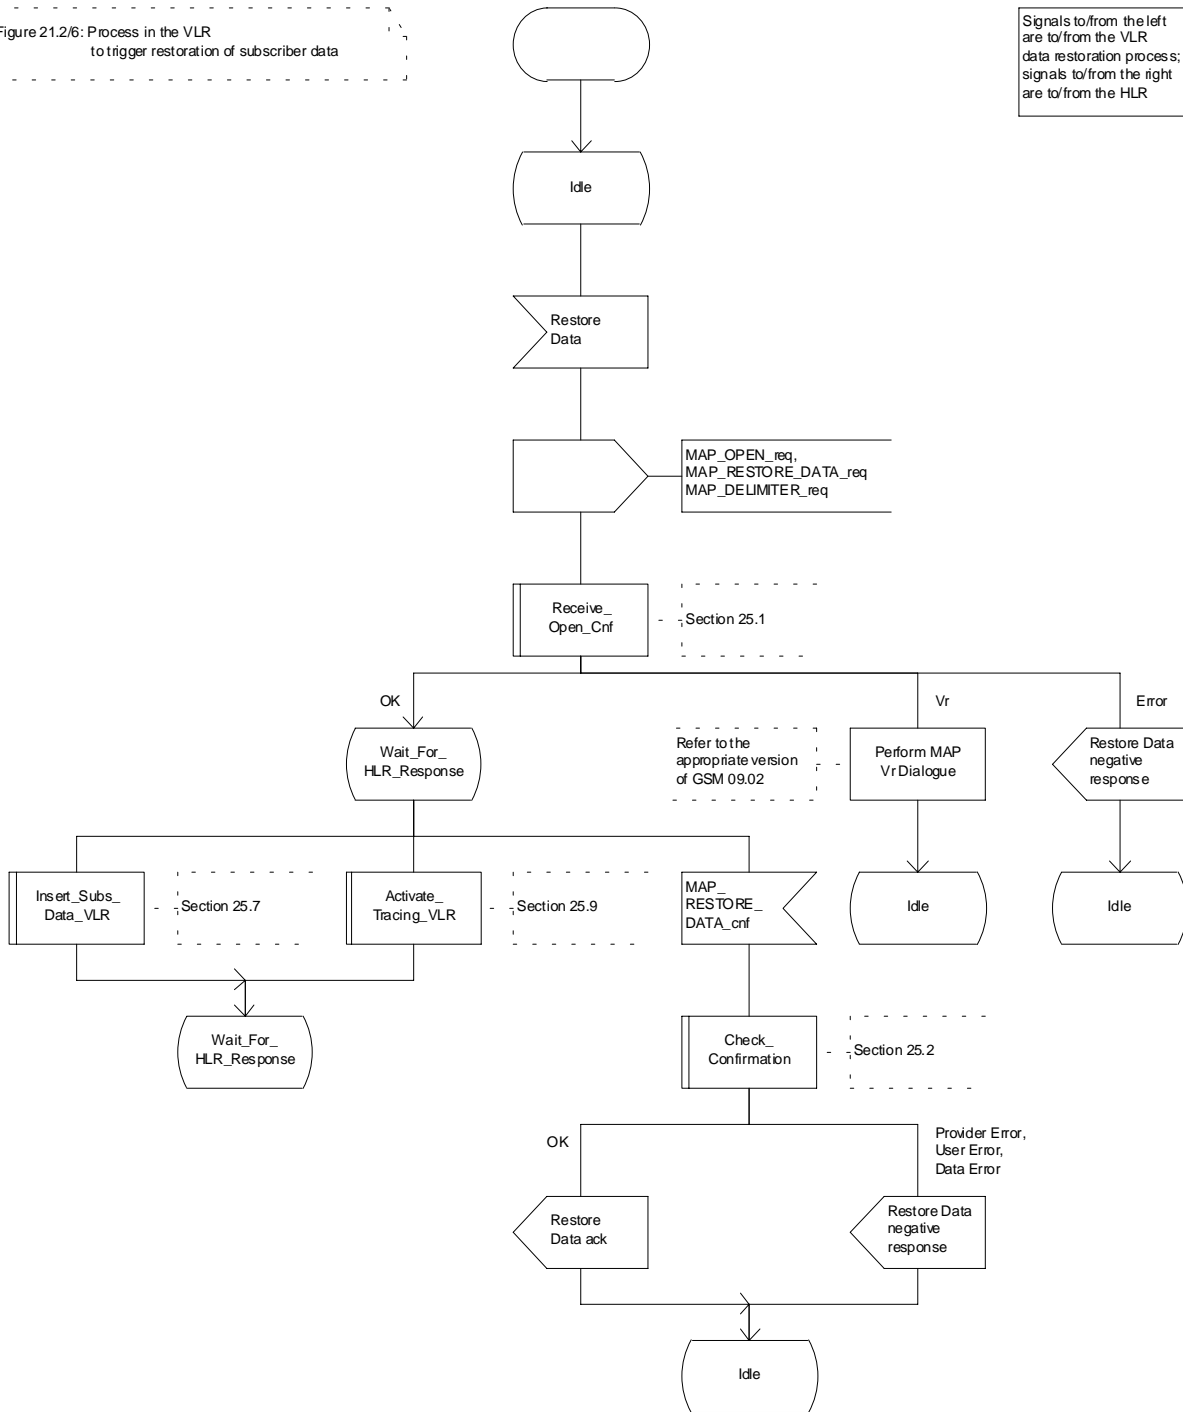 Figure 21.2/6: Process in the VLR
to trigger restoration of subscriber data
Signals to/from the left
are to/from the VLR
data restoration process;
signals to/from the right
are to/from the HLR
Idle
Restore
Data
MAP_OPEN_req,
MAP_RESTORE_DATA_req
MAP_DELIMITER_req
Receive_
Open_Cnf
Section 25.1
OK
Vr
Error
Wait_For_
HLR_Response
Refer to the
appropriate version
of GSM 09.02
Perform MAP
Vr Dialogue
Restore Data
negative
response
Insert_Subs_
Data_VLR
Section 25.7
Activate_
Tracing_VLR
Section 25.9
MAP_
RESTORE_
DATA_cnf
Idle
Idle
Wait_For_
HLR_Response
Check_
Confirmation
Section 25.2
OK
Provider Error,
User Error,
Data Error
Restore
Data ack
Restore Data
negative
response
Idle